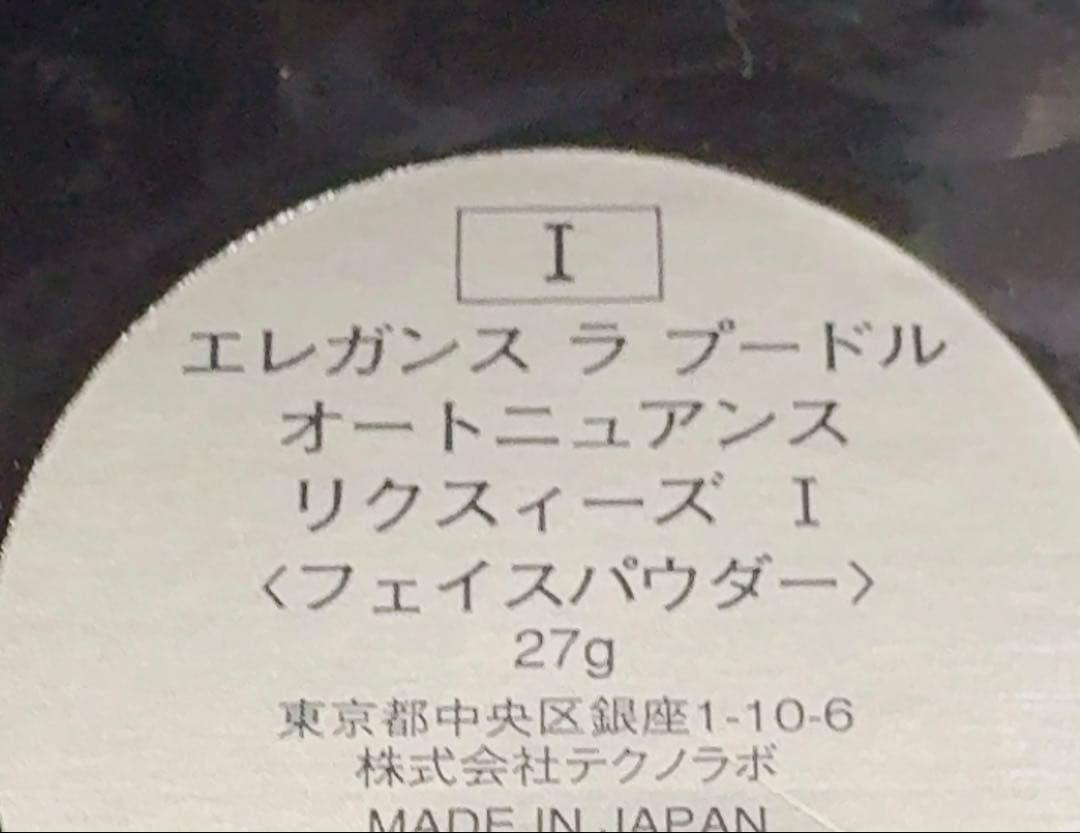 I
エレガンス ラ プードル
オートニュアンス
リクスィーズ I
〈フェイスパウダー〉
27g
東京都中央区銀座1-10-6
株式会社テクノラボ
MADE IN JAPAN